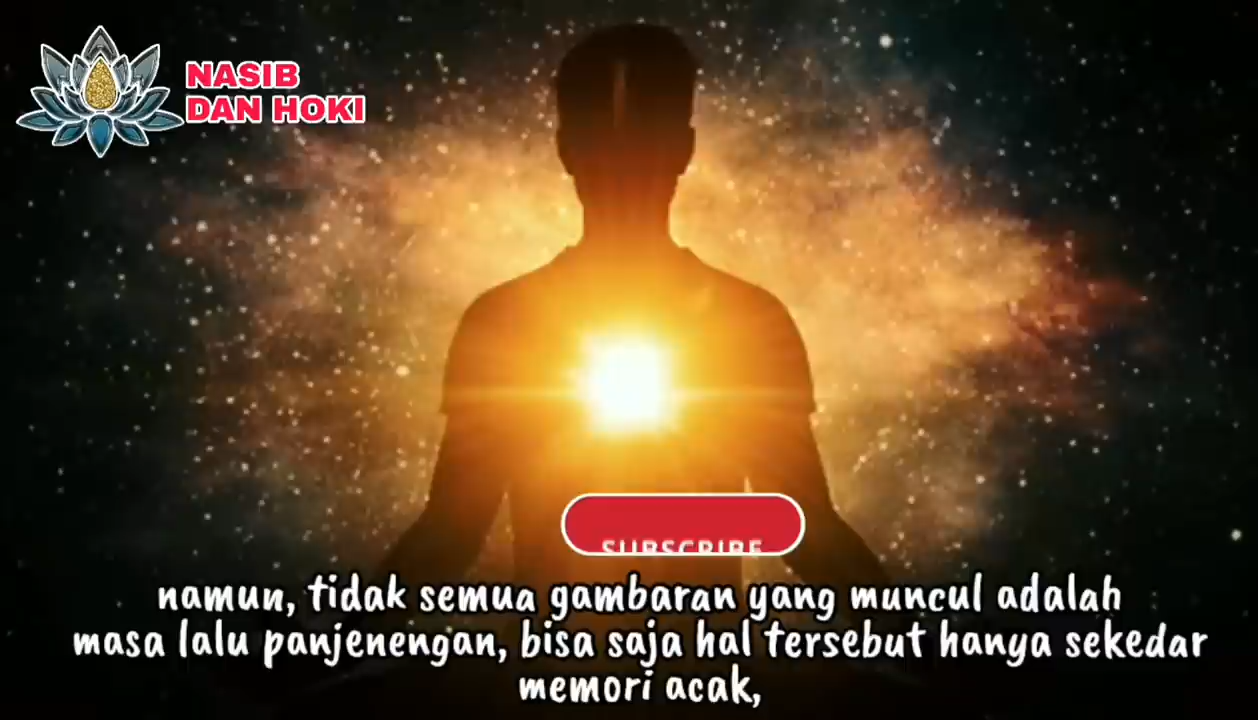 NASIB
DAN HOKI
SUBSCRIBE
namun, tidak semua gambaran yang muncul adalah
masa lalu panjenengan, bisa saja hal tersebut hanya sekedar
memori acak,